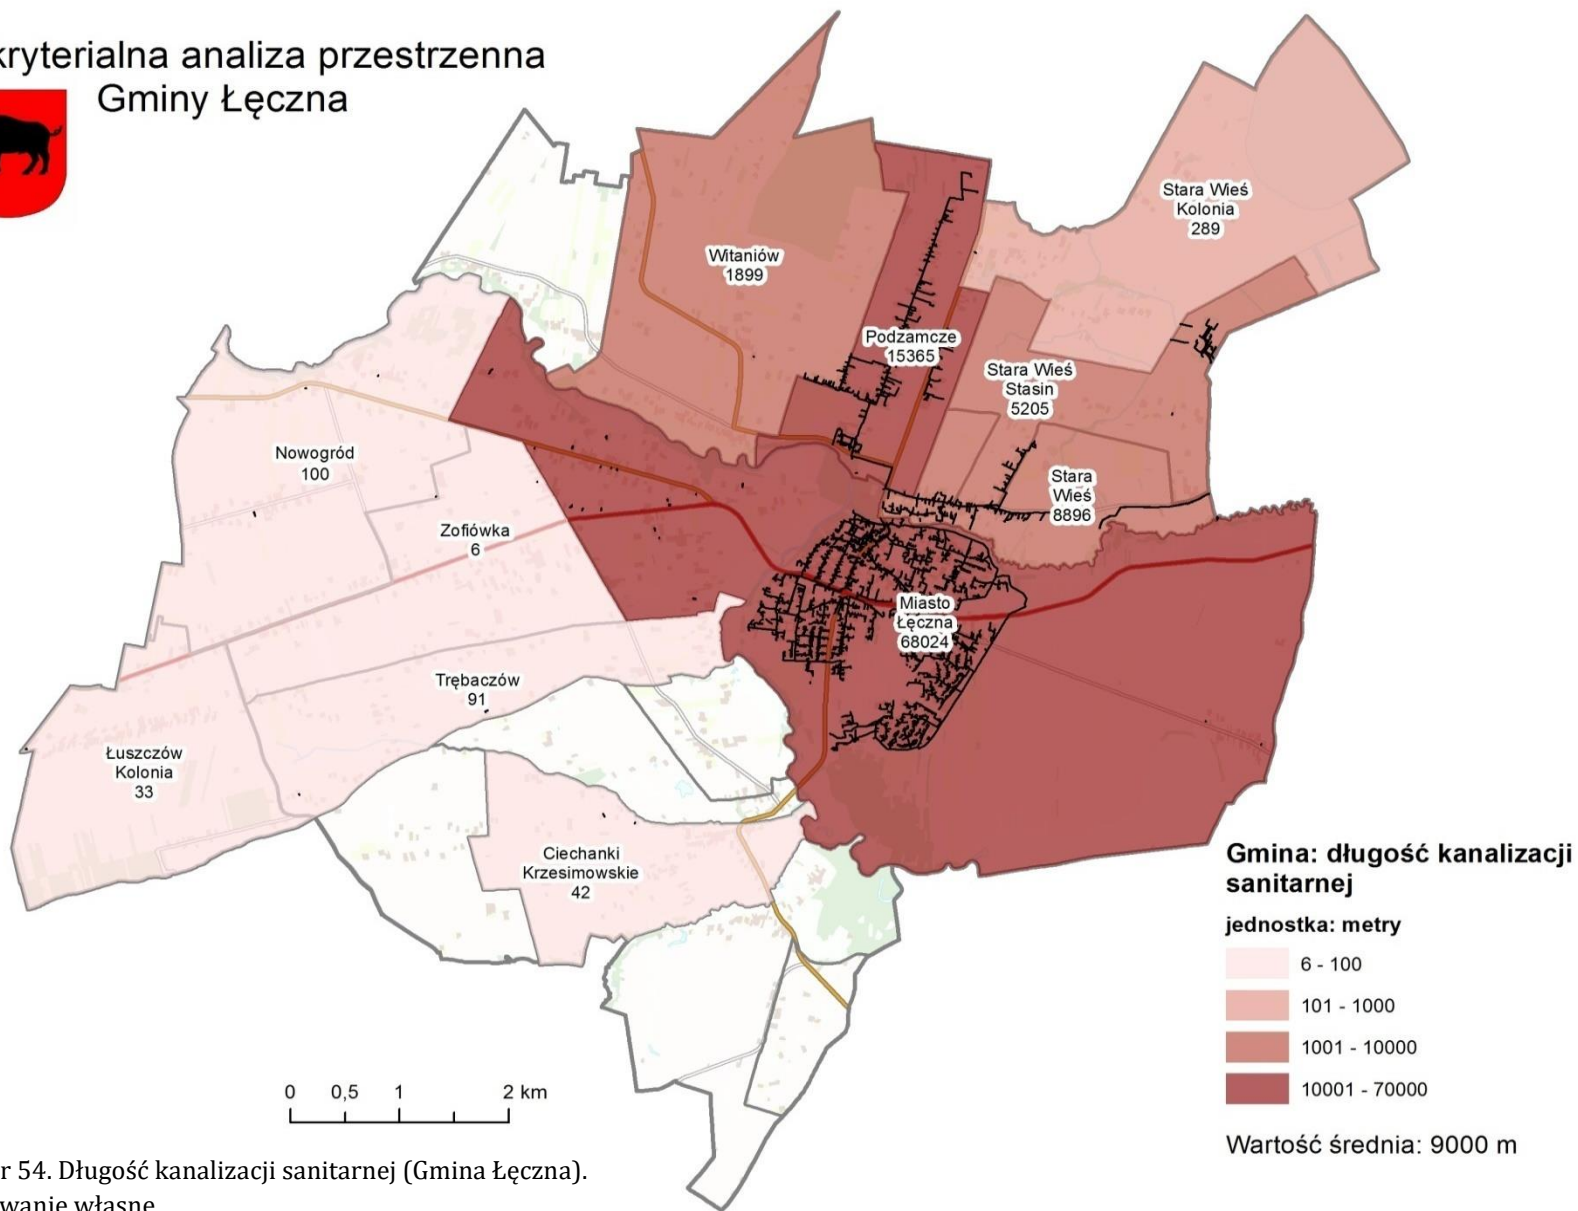 kryterialna analiza przestrzenna
Gminy Łęczna
Stara Wieś
Kolonia
289
Witaniów
1899
Podzamcze
15365
Stara Wieś
Stasin
5205
Nowogród
100
Stara
Wieś
8896
Zofiówka
6
Miasto
Łęczna
68024
Trębaczów
91
Łuszczów
Kolonia
33
Ciechanki
Krzesimowskie
42
Gmina: długość kanalizacji
sanitarnej
jednostka: metry
6 - 100
101 - 1000
1001 - 10000
10001 - 70000
Wartość średnia: 9000 m
0 0,5 1 2 km
r 54. Długość kanalizacji sanitarnej (Gmina Łęczna).
wanie własne